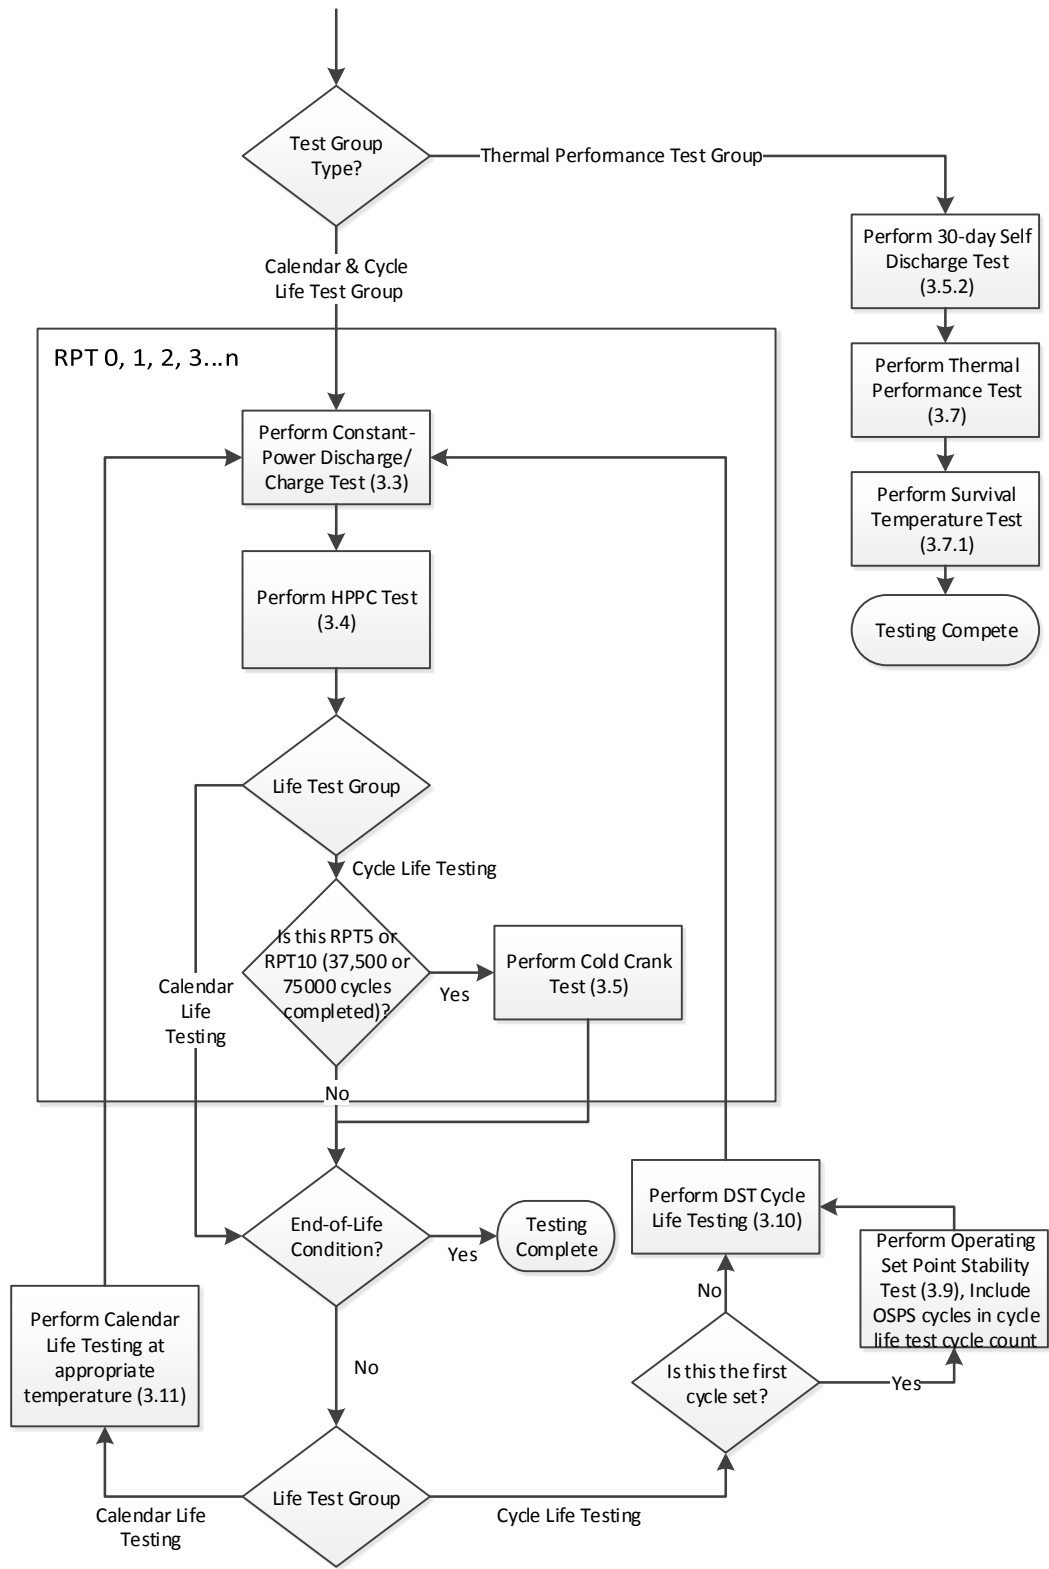 Test Group
Type?
Thermal Performance Test Group
Perform 30-day Self
Discharge Test
(3.5.2)
Calendar & Cycle
Life Test Group
RPT 0, 1, 2, 3...n
Perform Thermal
Performance Test
(3.7)
Perform Constant-
Power Discharge/
Charge Test (3.3)
Perform Survival
Temperature Test
(3.7.1)
Perform HPPC Test
(3.4)
Testing Compete
Life Test Group
Cycle Life Testing
Is this RPT5 or
RPT10 (37,500 or
75000 cycles
completed)?
Yes
Perform Cold Crank
Test (3.5)
Calendar
Life
Testing
No
End-of-Life
Condition?
Yes
Testing
Complete
Perform DST Cycle
Life Testing (3.10)
Perform Operating
Set Point Stability
Test (3.9), Include
OSPS cycles in cycle
life test cycle count
No
Perform Calendar
Life Testing at
appropriate
temperature (3.11)
No
Is this the first
cycle set?
Yes
Life Test Group
Calendar Life
Testing
Cycle Life Testing